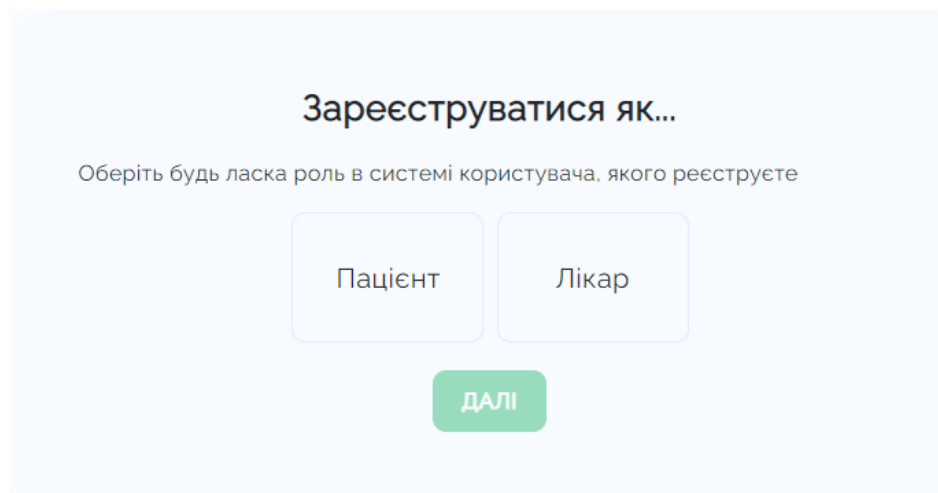 Зареєструватися як...
Оберіть будь ласка роль в системі користувача, якого реєструєте
Пацієнт Лікар
ДАЛІ